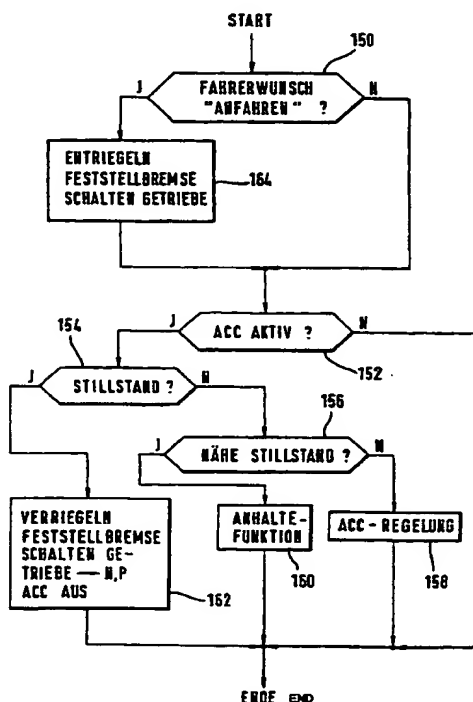 START
150
J
FAHRERWUNSCH
"ANFAHREN" ?
N
ENTRIEGELN
FESTSTELLBREMSE
SCHALTEN GETRIEBE
164
154
J
ACC AKTIV ?
N
152
J
STILLSTAND ?
N
156
J
NÄHE STILLSTAND ?
N
VERRIEGELN
FESTSTELLBREMSE
SCHALTEN GE-
TRIEBE — N,P
ACC AUS
162
ANHALTE-
FUNKTION
160
ACC-REGELUNG
158
ENDE END